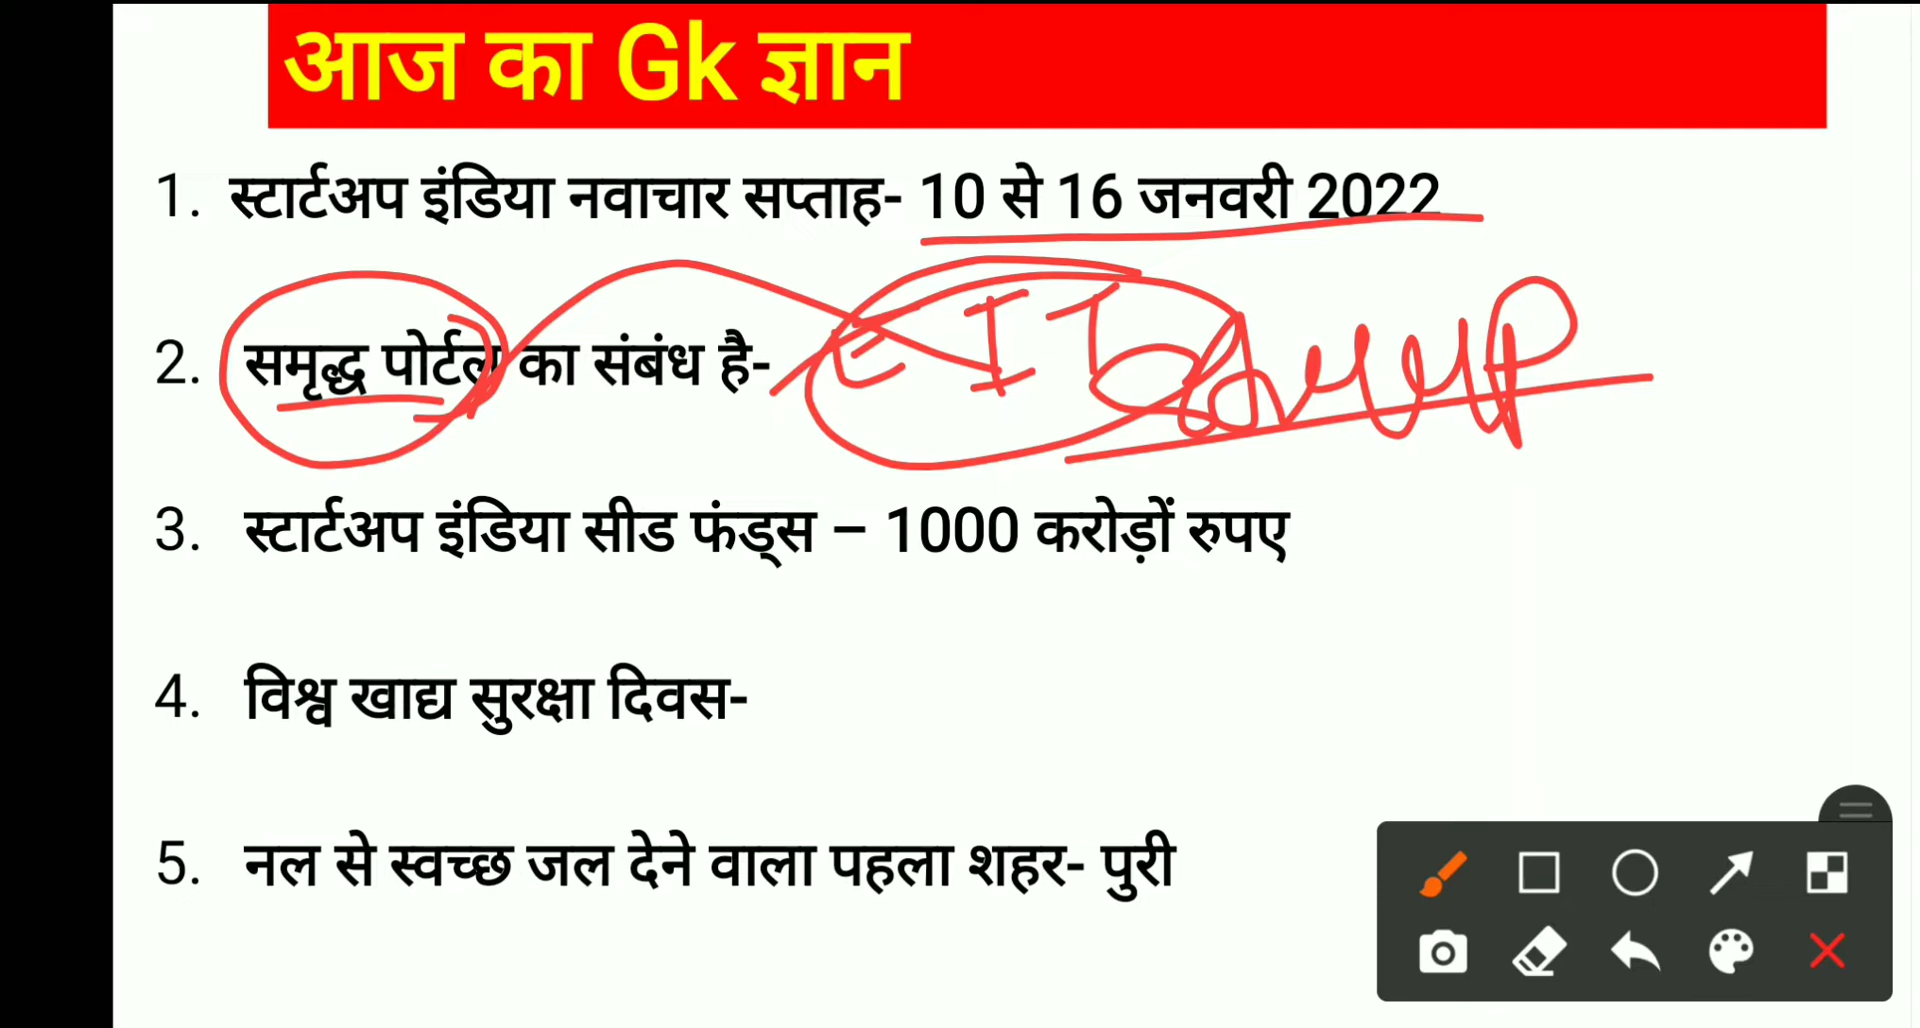 आज का Gk ज्ञान
1. स्टार्टअप इंडिया नवाचार सप्ताह- 10 से 16 जनवरी 2022
2. समृद्ध पोर्टल का संबंध है-
3. स्टार्टअप इंडिया सीड फंड्स – 1000 करोड़ों रुपए
4. विश्व खाद्य सुरक्षा दिवस-
5. नल से स्वच्छ जल देने वाला पहला शहर- पुरी